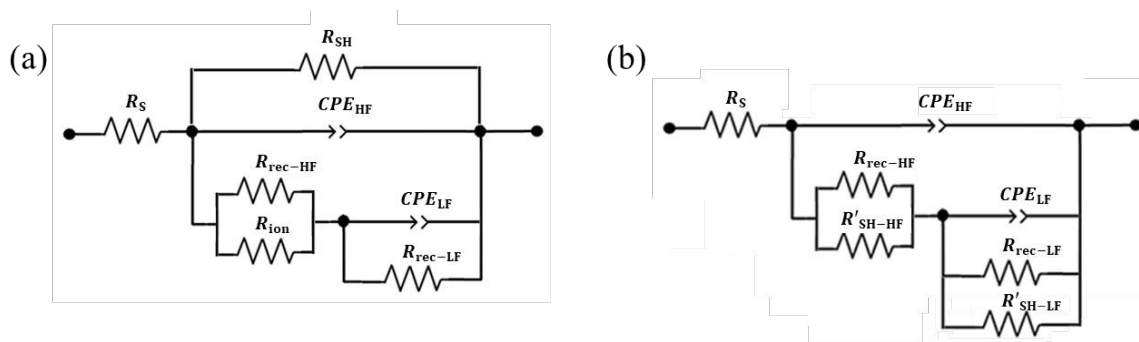 (a)
R_SH
R_S
CPE_HF
R_rec−HF
R_ion
CPE_LF
R_rec−LF
(b)
R_S
CPE_HF
R_rec−HF
R'_SH−HF
CPE_LF
R_rec−LF
R'_SH−LF